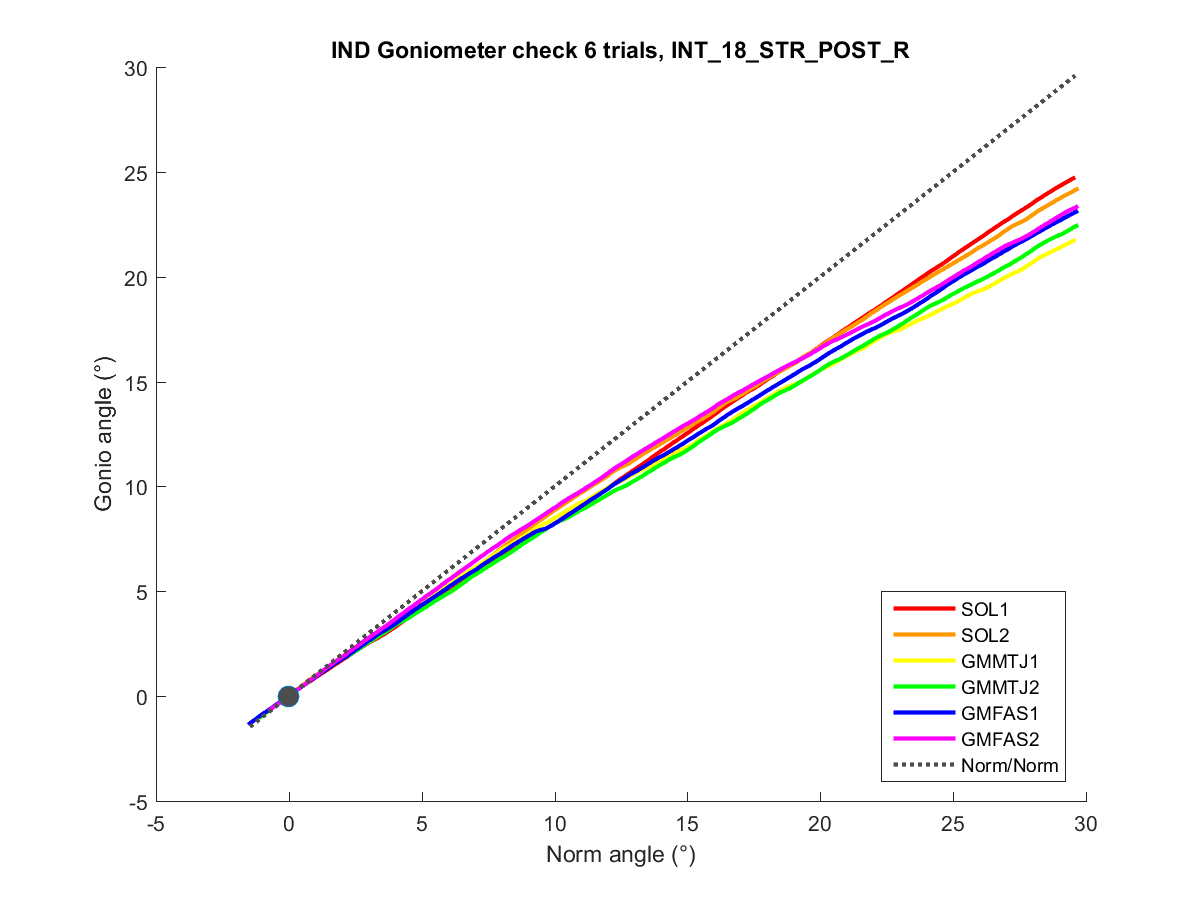 IND Goniometer check 6 trials, INT_18_STR_POST_R
30
25
20
15
10
5
0
-5
Gonio angle (°)
-5 0 5 10 15 20 25 30
Norm angle (°)
SOL1
SOL2
GMMTJ1
GMMTJ2
GMFAS1
GMFAS2
Norm/Norm